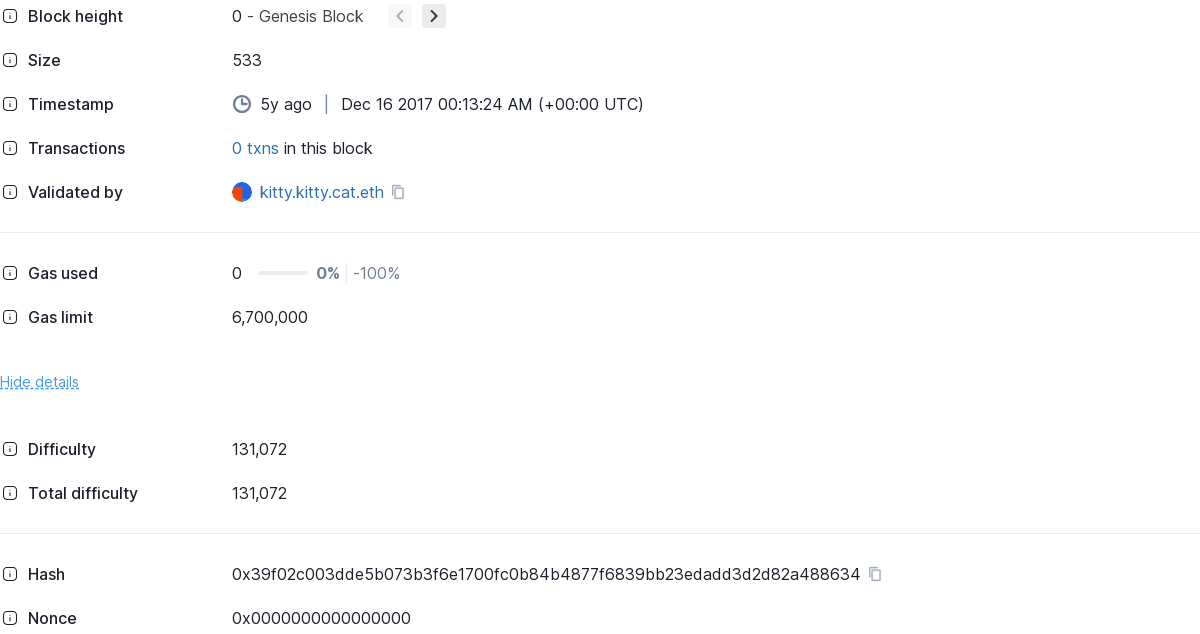 Block height 0 - Genesis Block
Size 533
Timestamp 5y ago | Dec 16 2017 00:13:24 AM (+00:00 UTC)
Transactions 0 txns in this block
Validated by kitty.kitty.cat.eth
Gas used 0 0% -100%
Gas limit 6,700,000
Hide details
Difficulty 131,072
Total difficulty 131,072
Hash 0x39f02c003dde5b073b3f6e1700fc0b84b4877f6839bb23edadd3d2d82a488634
Nonce 0x0000000000000000